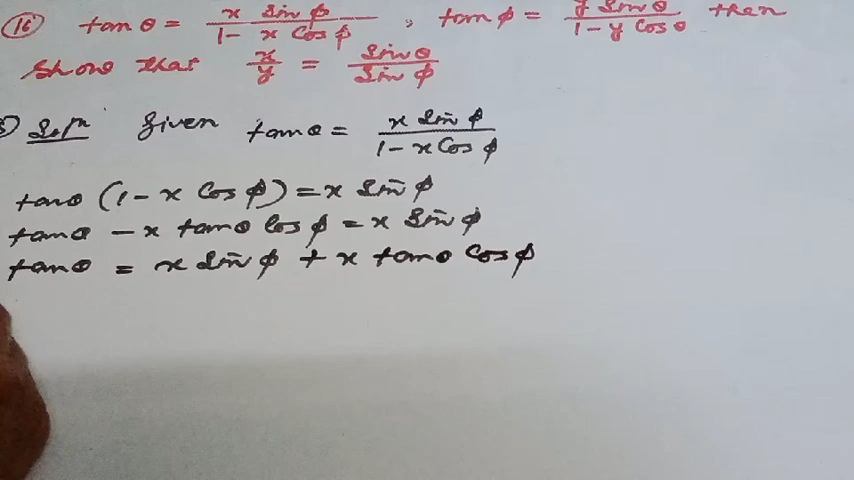 16 tan θ = x sin φ / 1 - x cos φ , tan φ = y sin θ / 1 - y cos θ then
show that x / y = sin θ / sin φ
Soln Given tan θ = x sin φ / 1 - x cos φ
tan θ (1 - x cos φ) = x sin φ
tan θ - x tan θ cos φ = x sin φ
tan θ = x sin φ + x tan θ cos φ